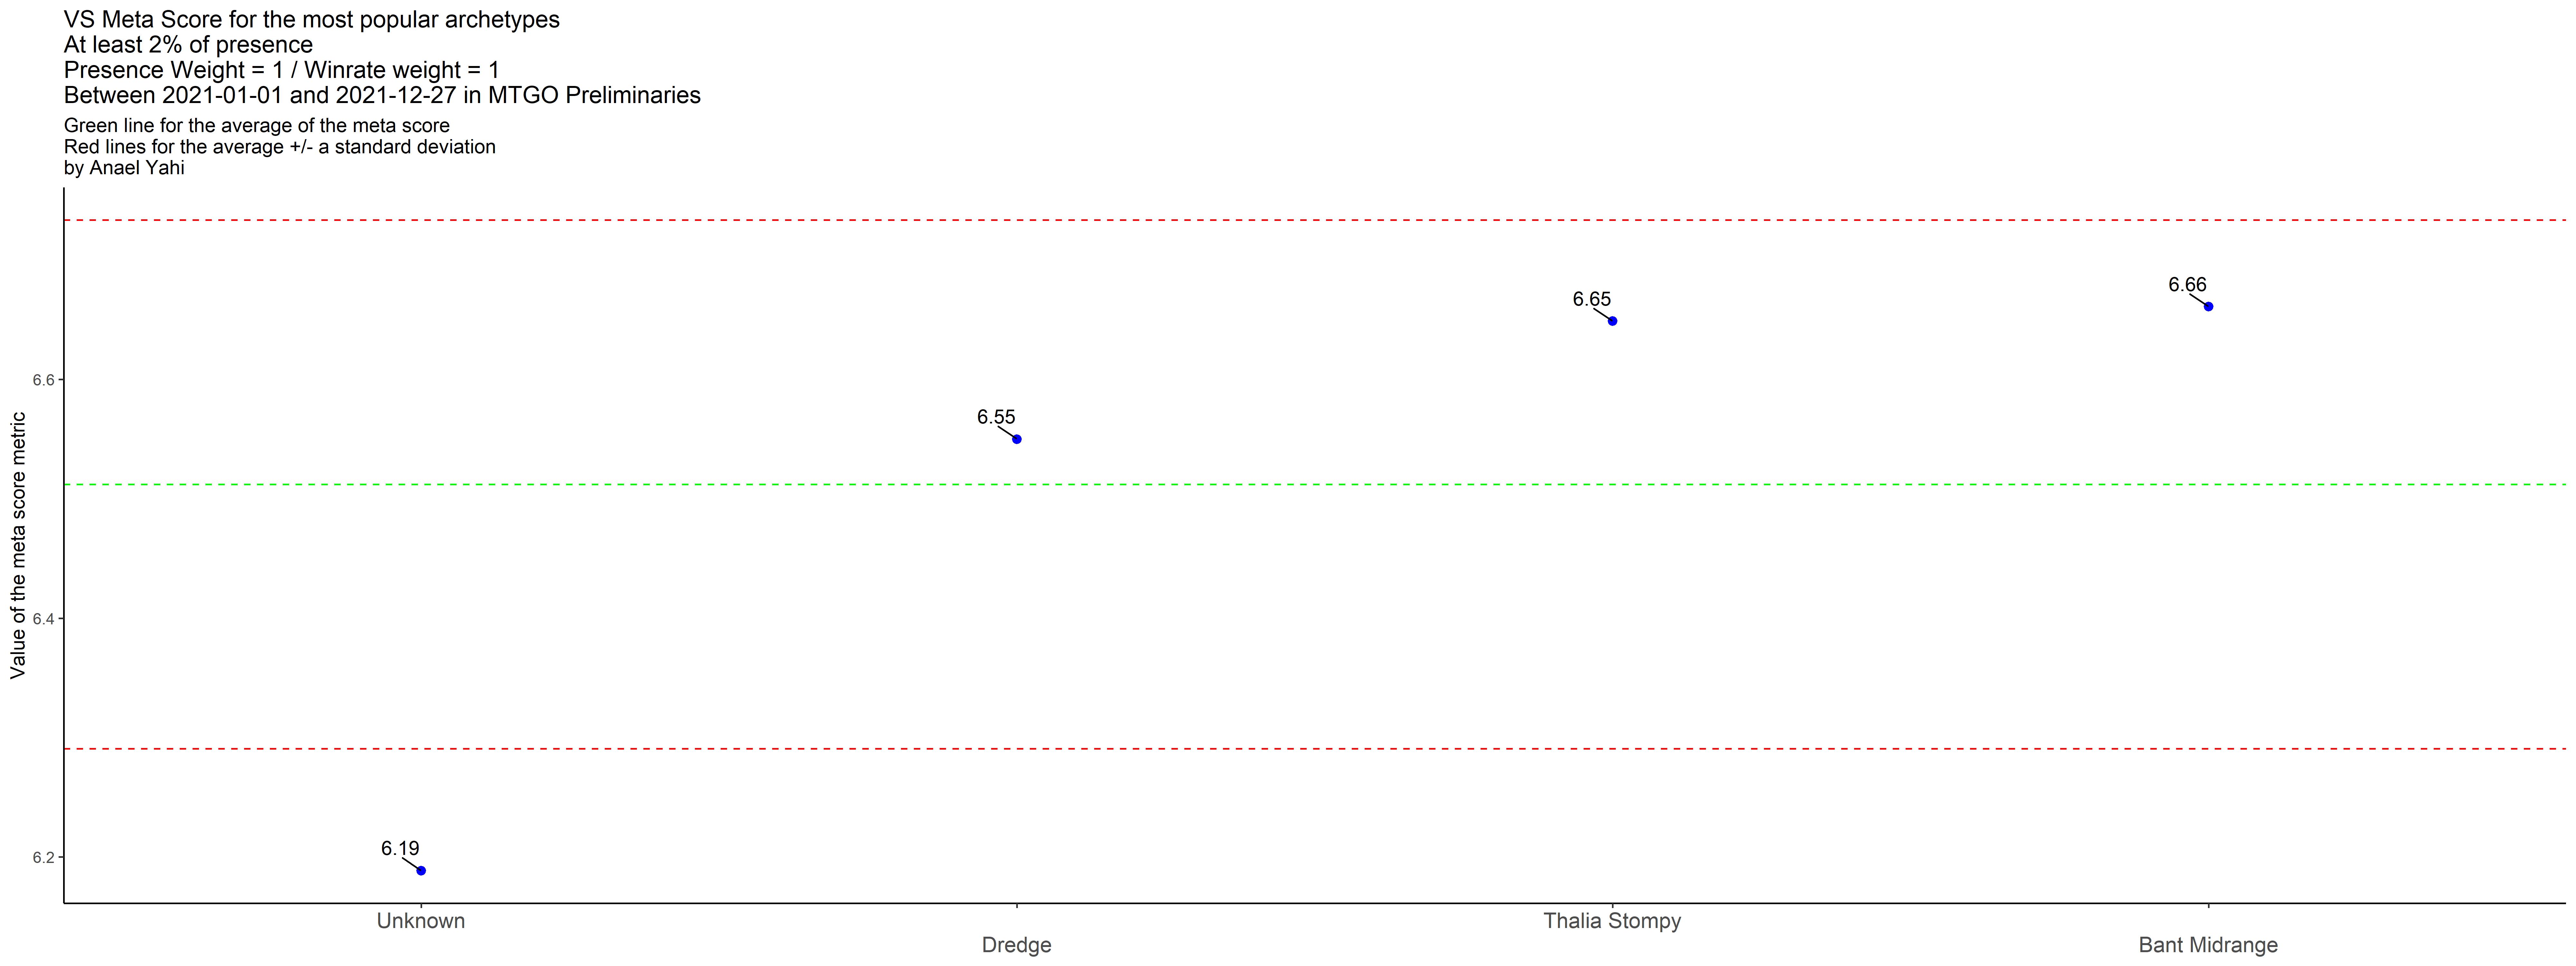 VS Meta Score for the most popular archetypes
At least 2% of presence
Presence Weight = 1 / Winrate weight = 1
Between 2021-01-01 and 2021-12-27 in MTGO Preliminaries
Green line for the average of the meta score
Red lines for the average +/- a standard deviation
by Anael Yahi
Value of the meta score metric
6.6
6.4
6.2
6.19
6.55
6.65
6.66
Unknown
Dredge
Thalia Stompy
Bant Midrange